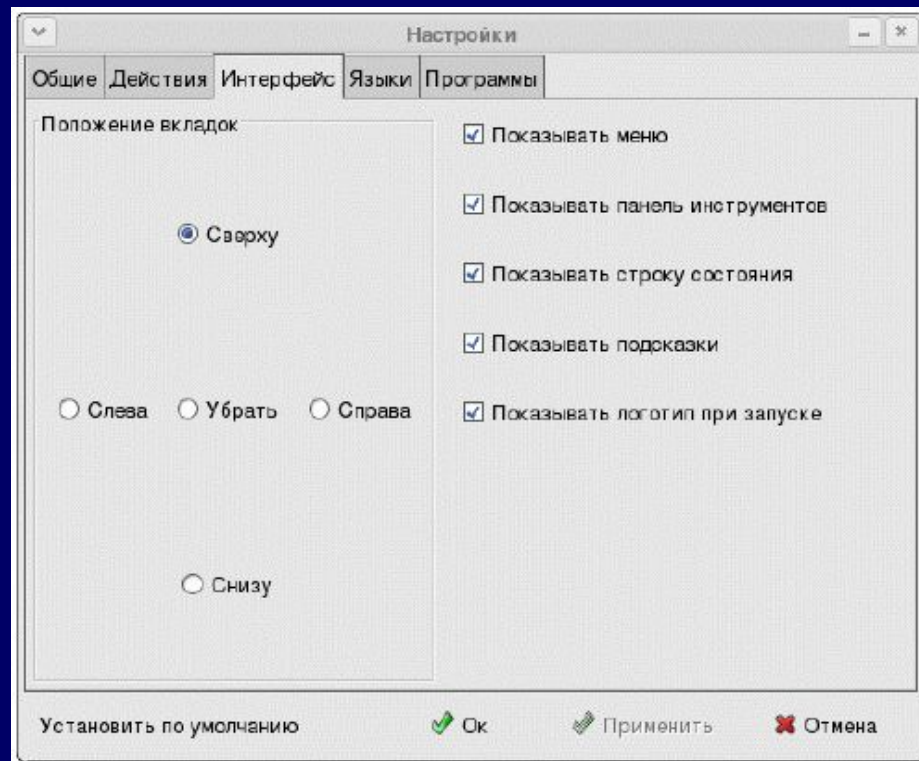 Настройки
Общие Действия Интерфейс Языки Программы
Положение вкладок
Сверху
Слева Убрать Справа
Снизу
Показывать меню
Показывать панель инструментов
Показывать строку состояния
Показывать подсказки
Показывать логотип при запуске
Установить по умолчанию Ок Применить Отмена